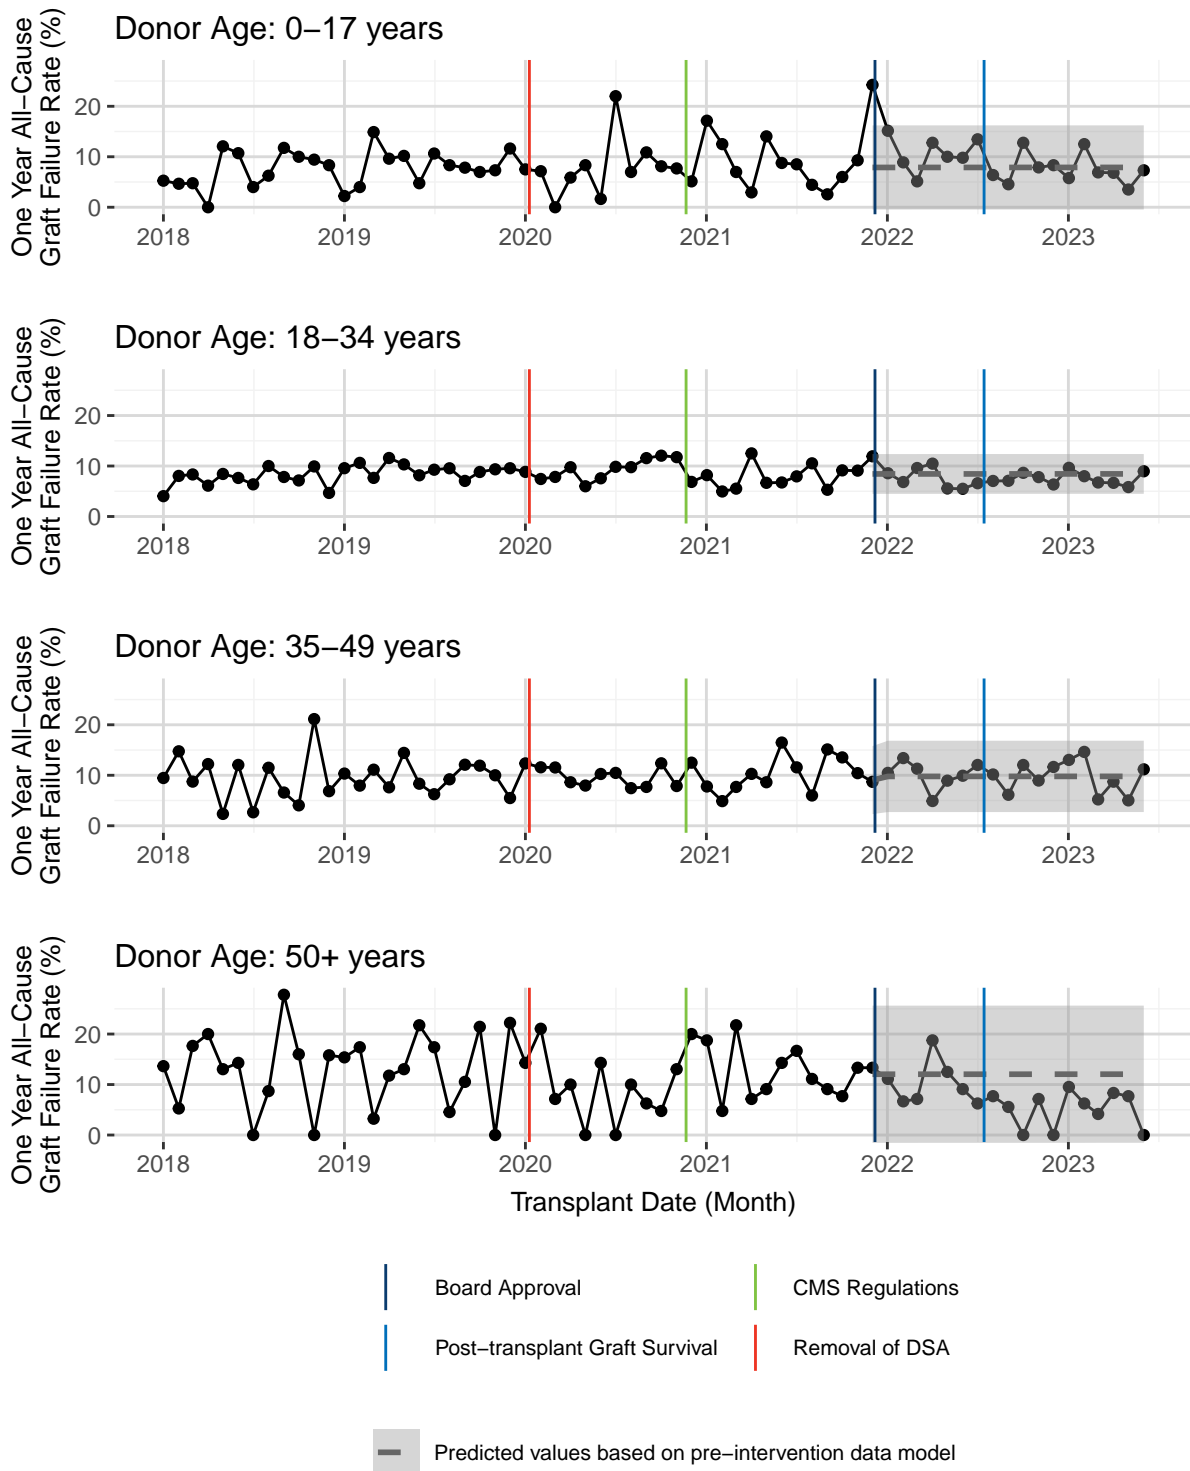 Donor Age: 0−17 years
One Year All−Cause
Graft Failure Rate (%)
20
10
0
2018 2019 2020 2021 2022 2023
Donor Age: 18−34 years
One Year All−Cause
Graft Failure Rate (%)
20
10
0
2018 2019 2020 2021 2022 2023
Donor Age: 35−49 years
One Year All−Cause
Graft Failure Rate (%)
20
10
0
2018 2019 2020 2021 2022 2023
Donor Age: 50+ years
One Year All−Cause
Graft Failure Rate (%)
20
10
0
2018 2019 2020 2021 2022 2023
Transplant Date (Month)
Board Approval CMS Regulations
Post−transplant Graft Survival Removal of DSA
Predicted values based on pre−intervention data model